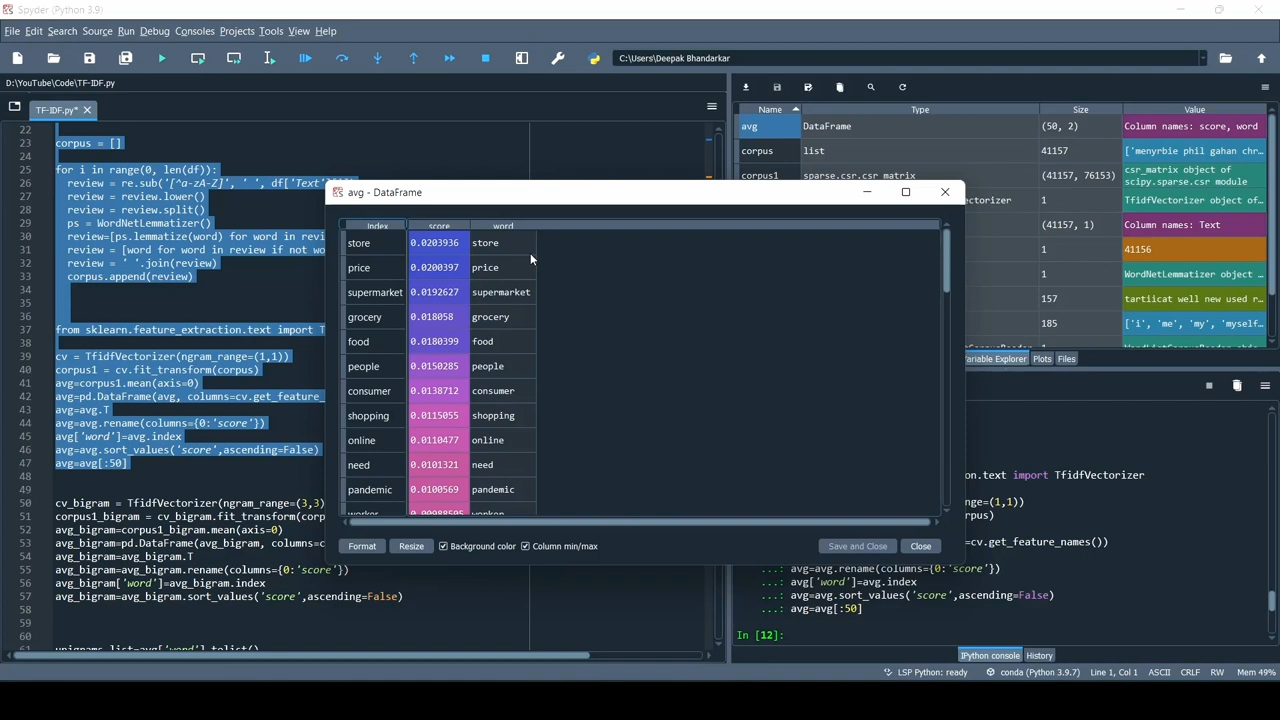 Spyder (Python 3.9)
File Edit Search Source Run Debug Consoles Projects Tools View Help
C:\Users\Deepak Bhandarkar
D:\YouTube\Code\TF-IDF.py
TF-IDF.py*
22
23 corpus = []
24
25 for i in range(0, len(df)):
26 review = re.sub('[^a-zA-Z]', ' ', df['Text'
27 review = review.lower()
28 review = review.split()
29 ps = WordNetLemmatizer()
30 review=[ps.lemmatize(word) for word in revi
31 review = [word for word in review if not wo
32 review = ' '.join(review)
33 corpus.append(review)
34
35
36
37 from sklearn.feature_extraction.text import T
38
39 cv = TfidfVectorizer(ngram_range=(1,1))
40 corpus1 = cv.fit_transform(corpus)
41 avg=corpus1.mean(axis=0)
42 avg=pd.DataFrame(avg, columns=cv.get_feature_
43 avg=avg.T
44 avg=avg.rename(columns={0:'score'})
45 avg['word']=avg.index
46 avg=avg.sort_values('score',ascending=False)
47 avg=avg[:50]
48
49
50 cv_bigram = TfidfVectorizer(ngram_range=(3,3)
51 corpus1_bigram = cv_bigram.fit_transform(corp
52 avg_bigram=corpus1_bigram.mean(axis=0)
53 avg_bigram=pd.DataFrame(avg_bigram, columns=c
54 avg_bigram=avg_bigram.T
55 avg_bigram=avg_bigram.rename(columns={0:'score'})
56 avg_bigram['word']=avg_bigram.index
57 avg_bigram=avg_bigram.sort_values('score',ascending=False)
58
59
60
61 unigrams_list=avg['word'].tolist()
avg - DataFrame
Index score word
store 0.0203936 store
price 0.0200397 price
supermarket 0.0192627 supermarket
grocery 0.018058 grocery
food 0.0180399 food
people 0.0150285 people
consumer 0.0138712 consumer
shopping 0.0115055 shopping
online 0.0110477 online
need 0.0101321 need
pandemic 0.0100569 pandemic
worker 0.00988505 worker
Format Resize Background color Column min/max Save and Close Close
Name Type Size Value
avg DataFrame (50, 2) Column names: score, word
corpus list 41157 ['menyrbie phil gahan chr…
corpus1 sparse.csr.csr_matrix (41157, 76153) csr_matrix object of
scipy.sparse.csr module
ectorizer 1 TfidfVectorizer object of…
(41157, 1) Column names: Text
1 41156
1 WordNetLemmatizer object …
157 tartiicat well new used r…
185 ['i', 'me', 'my', 'myself…
ariable Explorer Plots Files
on.text import TfidfVectorizer
ge=(1,1))
rpus)
=cv.get_feature_names())
...: avg=avg.rename(columns={0:'score'})
...: avg['word']=avg.index
...: avg=avg.sort_values('score',ascending=False)
...: avg=avg[:50]
In [12]:
IPython console History
LSP Python: ready conda (Python 3.9.7) Line 1, Col 1 ASCII CRLF RW Mem 49%